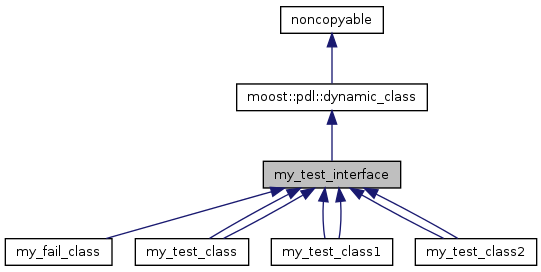 noncopyable
moost::pdl::dynamic_class
my_test_interface
my_fail_class
my_test_class
my_test_class1
my_test_class2